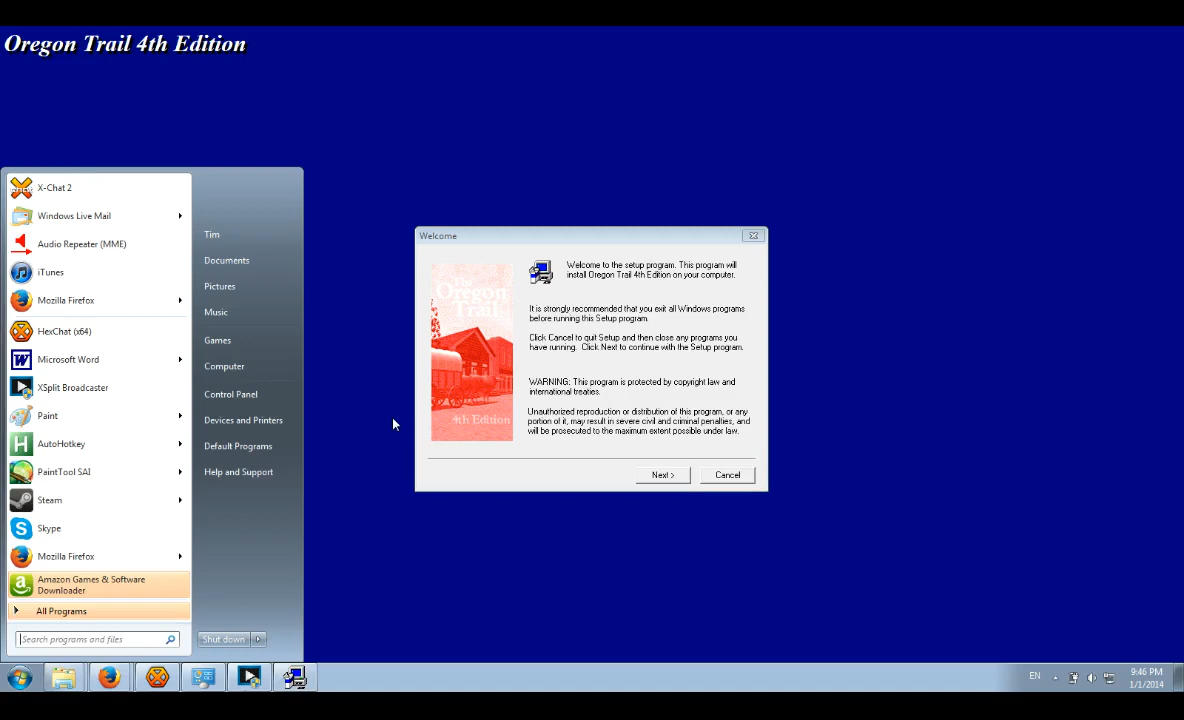 Oregon Trail 4th Edition
X-Chat 2
Windows Live Mail
Audio Repeater (MME)
iTunes
Mozilla Firefox
HexChat (x64)
Microsoft Word
XSplit Broadcaster
Paint
AutoHotkey
PaintTool SAI
Steam
Skype
Mozilla Firefox
Amazon Games & Software
Downloader
All Programs
Search programs and files
Tim
Documents
Pictures
Music
Games
Computer
Control Panel
Devices and Printers
Default Programs
Help and Support
Shut down
Welcome
The
Oregon
Trail
4th Edition
Welcome to the setup program. This program will
install Oregon Trail 4th Edition on your computer.
It is strongly recommended that you exit all Windows programs
before running this Setup program.
Click Cancel to quit Setup and then close any programs you
have running. Click Next to continue with the Setup program.
WARNING: This program is protected by copyright law and
international treaties.
Unauthorized reproduction or distribution of this program, or any
portion of it, may result in severe civil and criminal penalties, and
will be prosecuted to the maximum extent possible under law.
Next >
Cancel
EN
9:46 PM
1/1/2014